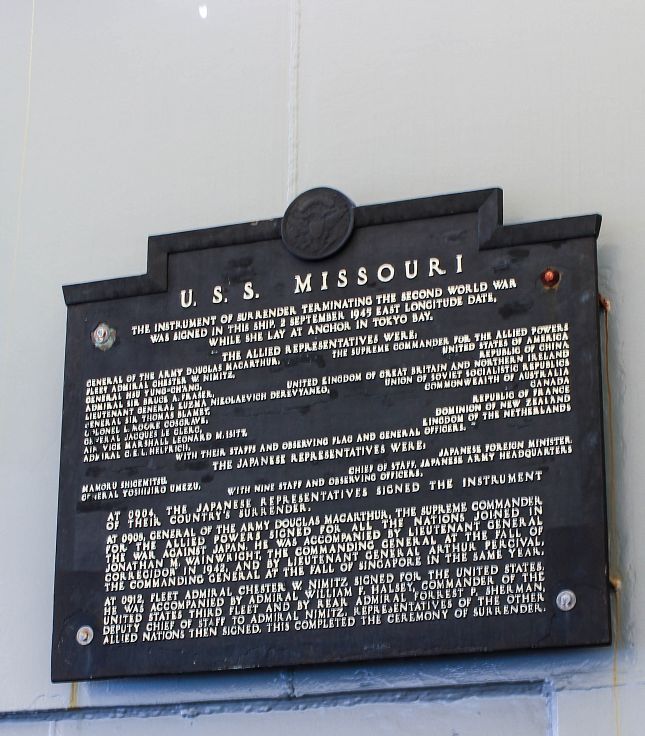 U. S. S. MISSOURI
THE INSTRUMENT OF SURRENDER TERMINATING THE SECOND WORLD WAR
WAS SIGNED IN THIS SHIP, 2 SEPTEMBER 1945 EAST LONGITUDE DATE,
WHILE SHE LAY AT ANCHOR IN TOKYO BAY.
THE ALLIED REPRESENTATIVES WERE:
GENERAL OF THE ARMY DOUGLAS MACARTHUR, THE SUPREME COMMANDER FOR THE ALLIED POWERS
FLEET ADMIRAL CHESTER W. NIMITZ, UNITED STATES OF AMERICA
GENERAL HSU YUNG-CHANG, REPUBLIC OF CHINA
ADMIRAL SIR BRUCE A. FRASER, UNITED KINGDOM OF GREAT BRITAIN AND NORTHERN IRELAND
LIEUTENANT GENERAL KUZMA NIKOLAEVICH DEREVYANKO, UNION OF SOVIET SOCIALISTIC REPUBLICS
GENERAL SIR THOMAS BLAMEY, COMMONWEALTH OF AUSTRALIA
COLONEL L. MOORE COSGRAVE, CANADA
GENERAL JACQUES LE CLERC, REPUBLIC OF FRANCE
AIR VICE MARSHALL LEONARD M. ISITT, DOMINION OF NEW ZEALAND
ADMIRAL C.E.L. HELFRICH, KINGDOM OF THE NETHERLANDS
WITH THEIR STAFFS AND OBSERVING FLAG AND GENERAL OFFICERS.
THE JAPANESE REPRESENTATIVES WERE:
MAMORU SHIGEMITSU, JAPANESE FOREIGN MINISTER
GENERAL YOSHIJIRO UMEZU, CHIEF OF STAFF, JAPANESE ARMY HEADQUARTERS
WITH NINE STAFF AND OBSERVING OFFICERS.
AT 0904, THE JAPANESE REPRESENTATIVES SIGNED THE INSTRUMENT
OF THEIR COUNTRY'S SURRENDER.
AT 0908, GENERAL OF THE ARMY DOUGLAS MACARTHUR, THE SUPREME COMMANDER
FOR THE ALLIED POWERS SIGNED FOR ALL THE NATIONS JOINED IN
THE WAR AGAINST JAPAN. HE WAS ACCOMPANIED BY LIEUTENANT GENERAL
JONATHAN M. WAINWRIGHT, THE COMMANDING GENERAL AT THE FALL OF
CORREGIDOR IN 1942, AND BY LIEUTENANT GENERAL ARTHUR E. PERCIVAL,
THE COMMANDING GENERAL AT THE FALL OF SINGAPORE IN THE SAME YEAR.
AT 0912, FLEET ADMIRAL CHESTER W. NIMITZ SIGNED FOR THE UNITED STATES.
HE WAS ACCOMPANIED BY ADMIRAL WILLIAM F. HALSEY, COMMANDER OF THE
UNITED STATES THIRD FLEET AND BY REAR ADMIRAL FORREST P. SHERMAN,
DEPUTY CHIEF OF STAFF TO ADMIRAL NIMITZ. REPRESENTATIVES OF THE OTHER
ALLIED NATIONS THEN SIGNED. THIS COMPLETED THE CEREMONY OF SURRENDER.